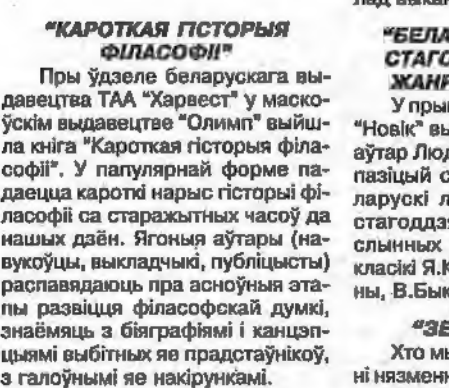 "КАРОТКАЯ ГІСТОРЫЯ
ФІЛАСОФІІ"
Пры ўдзеле беларускага вы-
давецтва ТАА "Харвест" у маско-
ўскім выдавецтве "Олимп" выйш-
ла кніга "Кароткая гісторыя філа-
софіі". У папулярнай форме па-
даецца кароткі нарыс гісторыі фі-
ласофіі са старажытных часоў да
нашых дзён. Ягоныя аўтары (на-
вукоўцы, выкладчыкі, публіцысты)
распавядаюць пра асноўныя эта-
пы развіцця філасофскай думкі,
знаёмяць з біяграфіямі і канцэп-
цыямі выбітных яе прадстаўнікоў,
з галоўнымі яе накірункамі.
"БЕЛА
СТАГО
ЖАНР
У пры
"Новік" вы
аўтар Люд
пазіцый с
ларускі л
стагоддзя
слынных
класікі Я.К
ны, В.Бык
"ЗЕ
Хто мы
ні нязменн